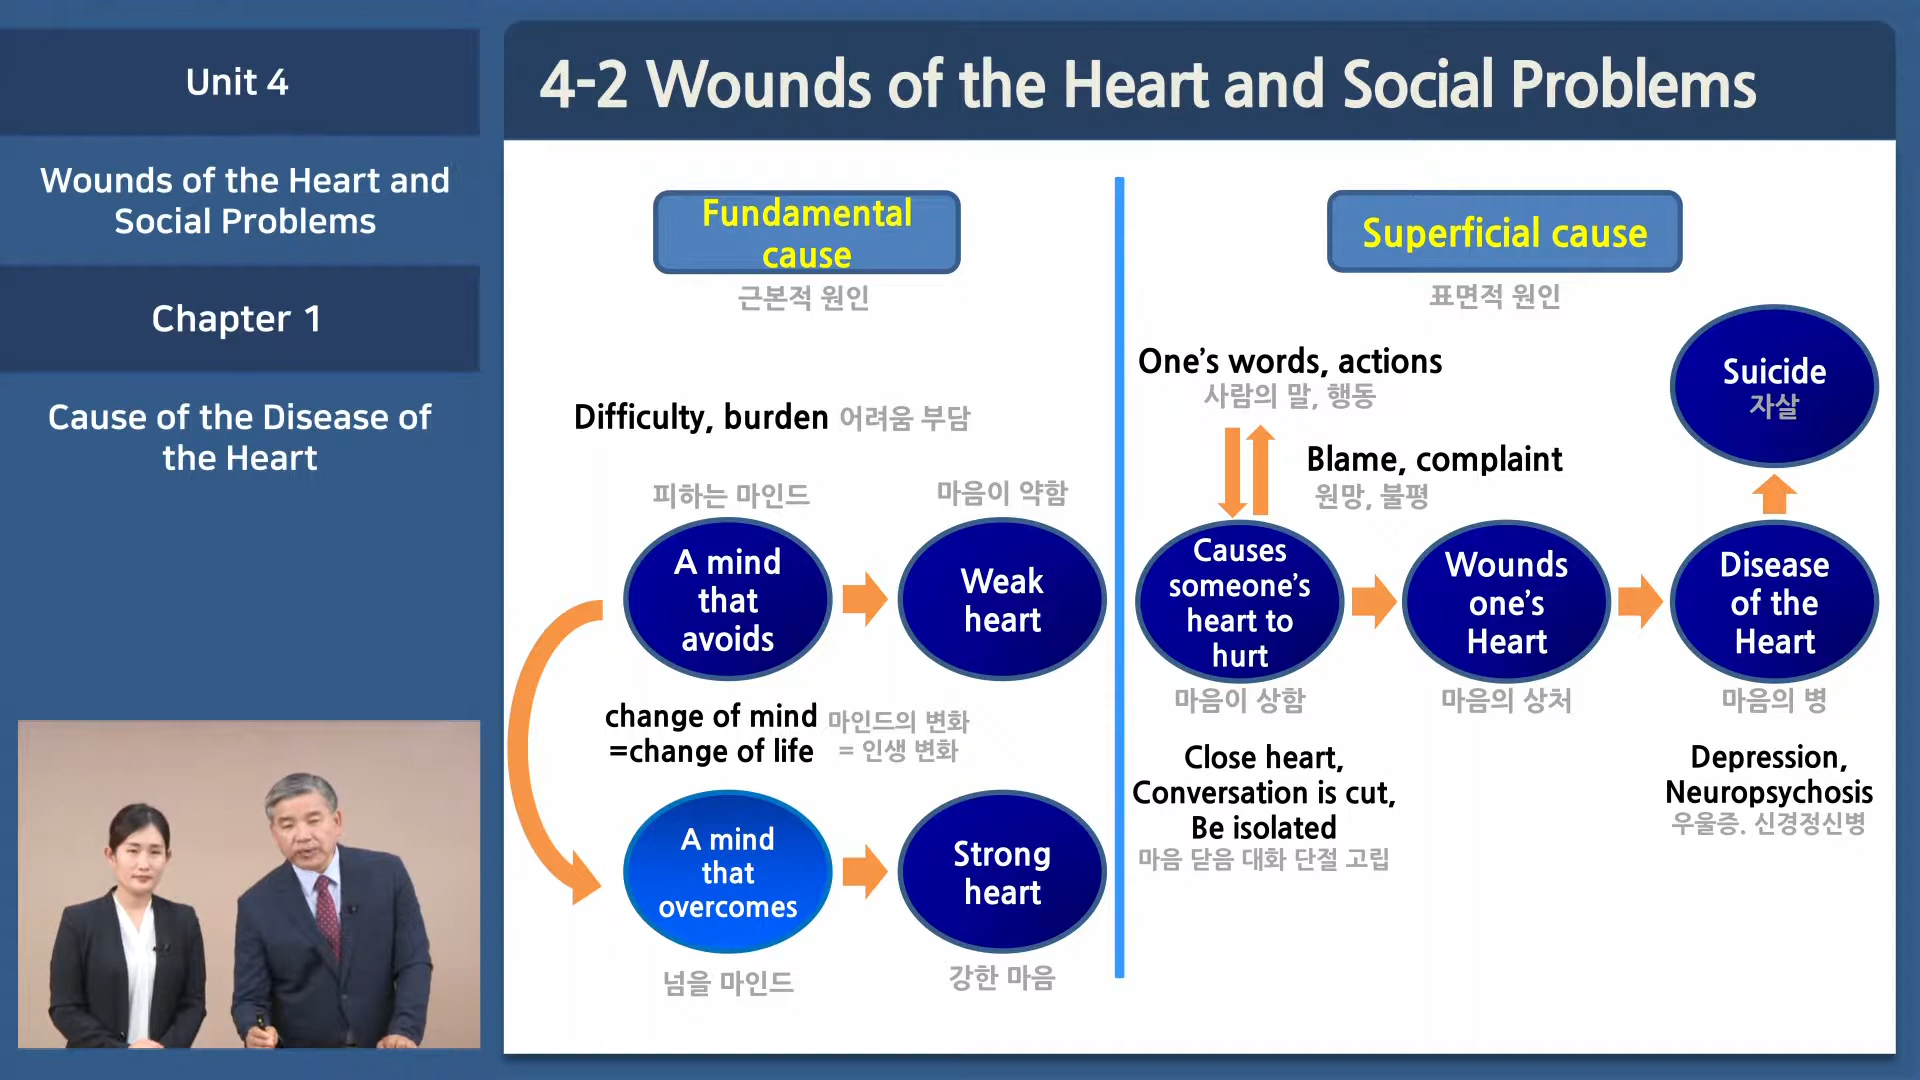 Unit 4
Wounds of the Heart and
Social Problems
Chapter 1
Cause of the Disease of
the Heart
4-2 Wounds of the Heart and Social Problems
Fundamental
cause
근본적 원인
Difficulty, burden 어려움 부담
피하는 마인드
마음이 약함
A mind
that
avoids
Weak
heart
change of mind 마인드의 변화
=change of life = 인생 변화
A mind
that
overcomes
Strong
heart
넘을 마인드
강한 마음
Superficial cause
표면적 원인
One's words, actions
사람의 말, 행동
Blame, complaint
원망, 불평
Suicide
자살
Causes
someone's
heart to
hurt
마음이 상함
Wounds
one's
Heart
마음의 상처
Disease
of the
Heart
마음의 병
Close heart,
Conversation is cut,
Be isolated
마음 닫음 대화 단절 고립
Depression,
Neuropsychosis
우울증. 신경정신병